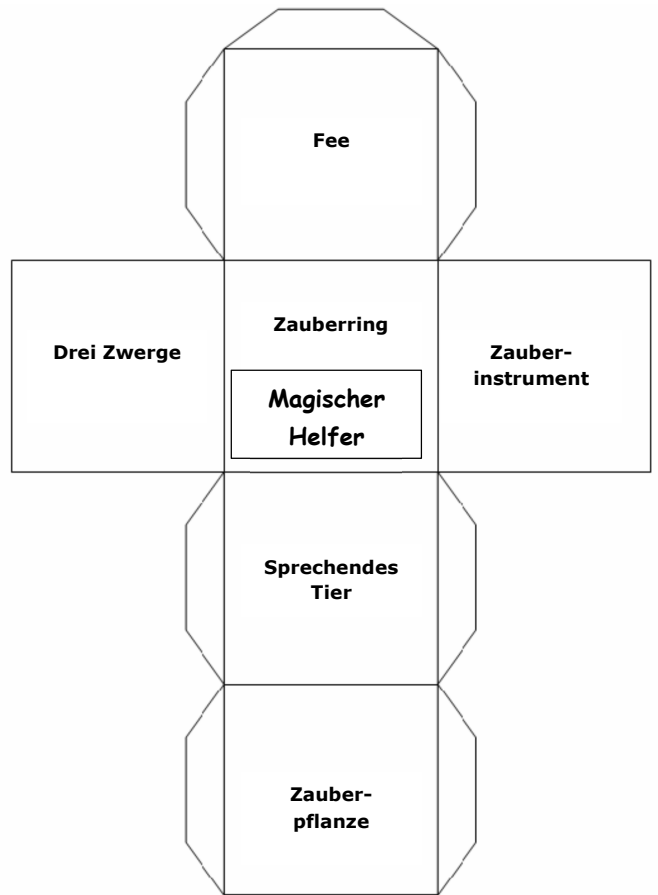 Fee
Drei Zwerge
Zauberring
Zauber-
instrument
Magischer
Helfer
Sprechendes
Tier
Zauber-
pflanze